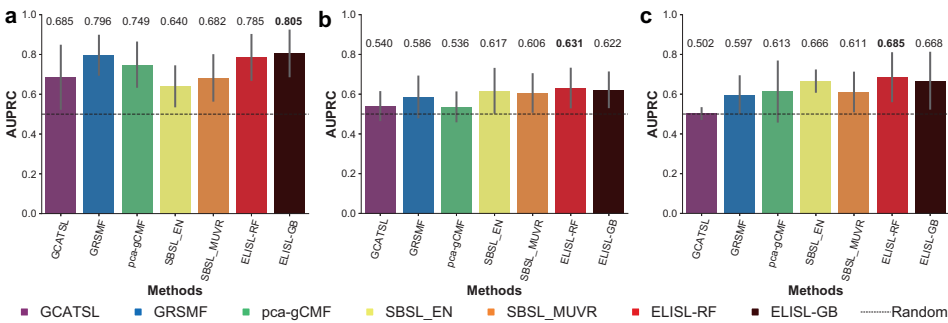 a
0.685 0.796 0.749 0.640 0.682 0.785 0.805
1.0
0.8
0.6
0.4
0.2
0.0
AUPRC
GCATSL GRSMF pca-gCMF SBSL_EN SBSL_MUVR ELISL-RF ELISL-GB
Methods
b
0.540 0.586 0.536 0.617 0.606 0.631 0.622
1.0
0.8
0.6
0.4
0.2
0.0
AUPRC
GCATSL GRSMF pca-gCMF SBSL_EN SBSL_MUVR ELISL-RF ELISL-GB
Methods
c
0.502 0.597 0.613 0.666 0.611 0.685 0.668
1.0
0.8
0.6
0.4
0.2
0.0
AUPRC
GCATSL GRSMF pca-gCMF SBSL_EN SBSL_MUVR ELISL-RF ELISL-GB
Methods
GCATSL GRSMF pca-gCMF SBSL_EN SBSL_MUVR ELISL-RF ELISL-GB Random